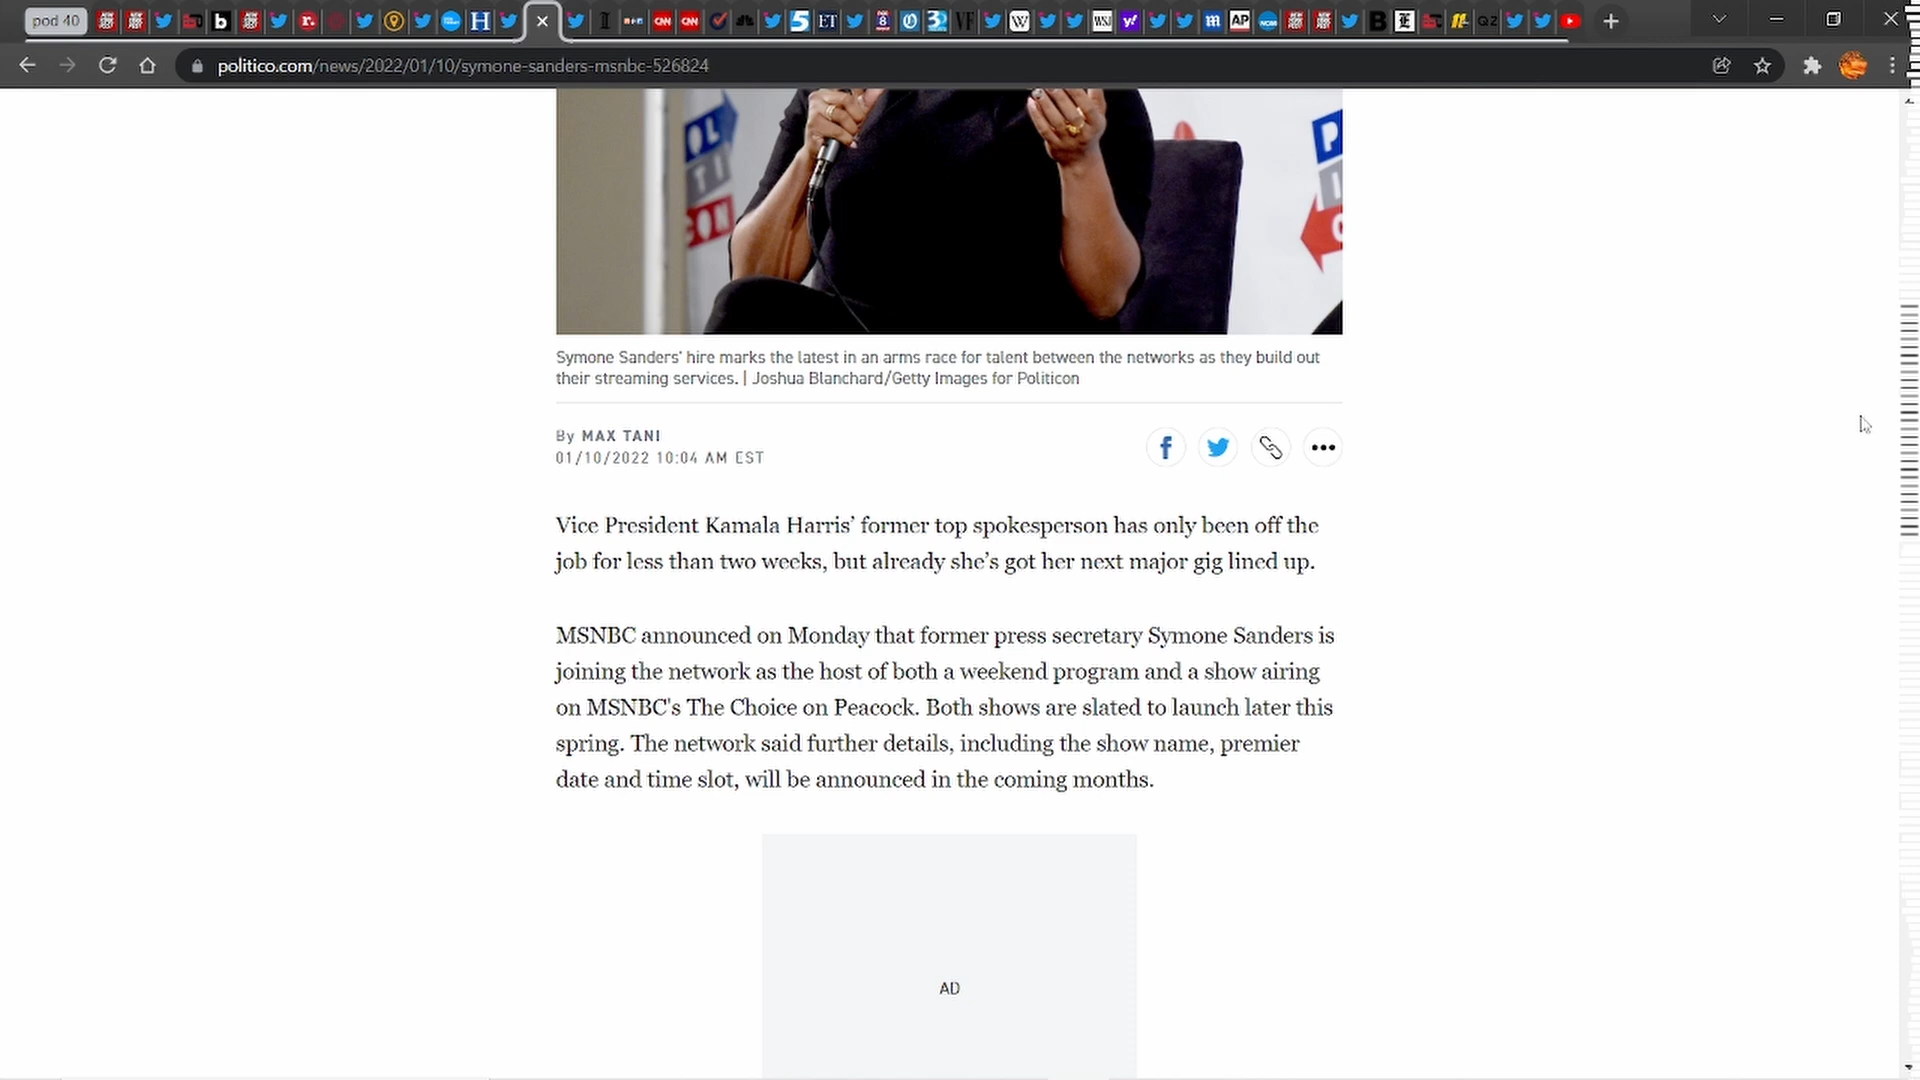 pod 40
politico.com/news/2022/01/10/symone-sanders-msnbc-526824
Symone Sanders' hire marks the latest in an arms race for talent between the networks as they build out
their streaming services. | Joshua Blanchard/Getty Images for Politicon
By MAX TANI
01/10/2022 10:04 AM EST
Vice President Kamala Harris’ former top spokesperson has only been off the
job for less than two weeks, but already she’s got her next major gig lined up.
MSNBC announced on Monday that former press secretary Symone Sanders is
joining the network as the host of both a weekend program and a show airing
on MSNBC's The Choice on Peacock. Both shows are slated to launch later this
spring. The network said further details, including the show name, premier
date and time slot, will be announced in the coming months.
AD